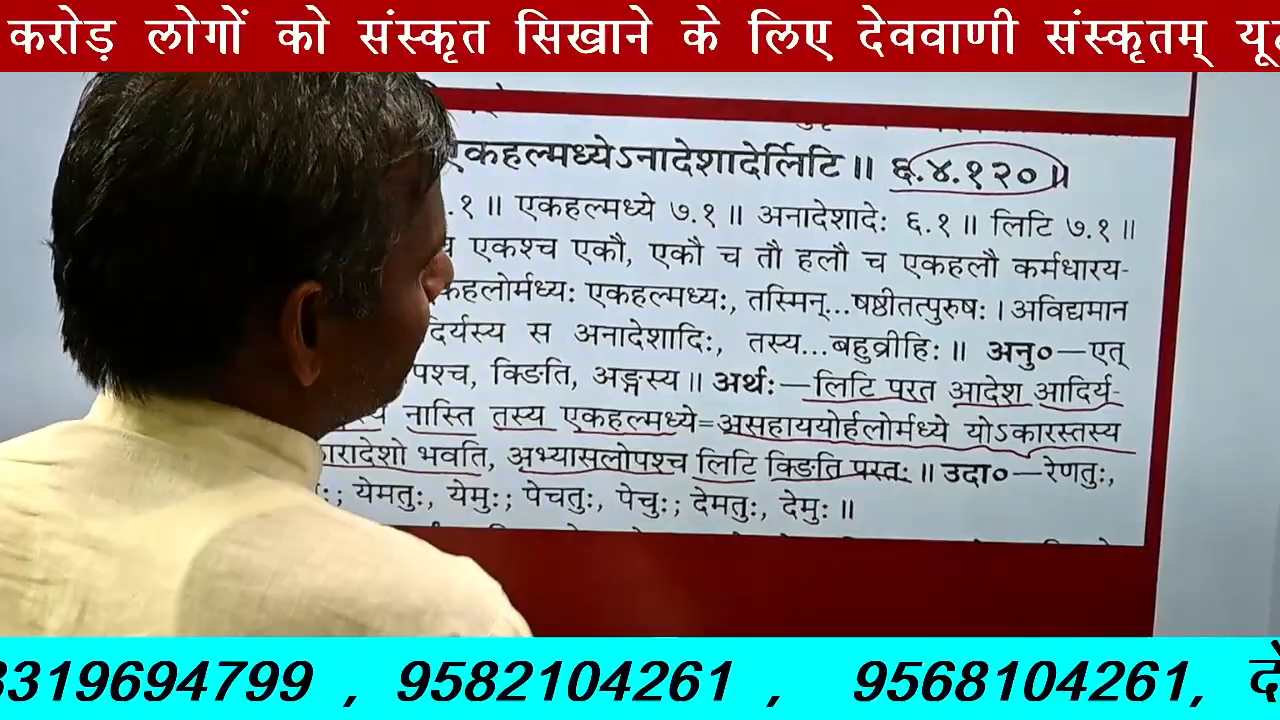 करोड़ लोगों को संस्कृत सिखाने के लिए देववाणी संस्कृतम्
एकहल्मध्येऽनादेशादेर्लिटि ॥ ६.४.१२० ॥
.१ ॥ एकहल्मध्ये ७.१ ॥ अनादेशादेः ६.१ ॥ लिटि ७.१ ॥
एकश्च एकौ, एकौ च तौ हलौ च एकहलौ कर्मधारय-
कहलोर्मध्यः एकहल्मध्यः, तस्मिन्...षष्ठीतत्पुरुषः । अविद्यमान
दिर्यस्य स अनादेशादिः, तस्य...बहुव्रीहिः ॥ अनु०—एत्
पश्च, क्ङिति, अङ्गस्य ॥ अर्थः—लिटि परत आदेश आदिर्य-
नास्ति तस्य एकहल्मध्ये=असहाययोर्हलोर्मध्ये योऽकारस्तस्य
रादेशो भवति, अभ्यासलोपश्च लिटि क्ङिति परतः ॥ उदा०—रेणतुः,
; येमतुः, येमुः; पेचतुः, पेचुः; देमतुः, देमुः ॥
3319694799 , 9582104261 , 9568104261,